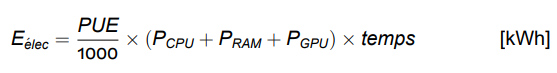 E_élec = PUE/1000 × (P_CPU + P_RAM + P_GPU) × temps [kWh]